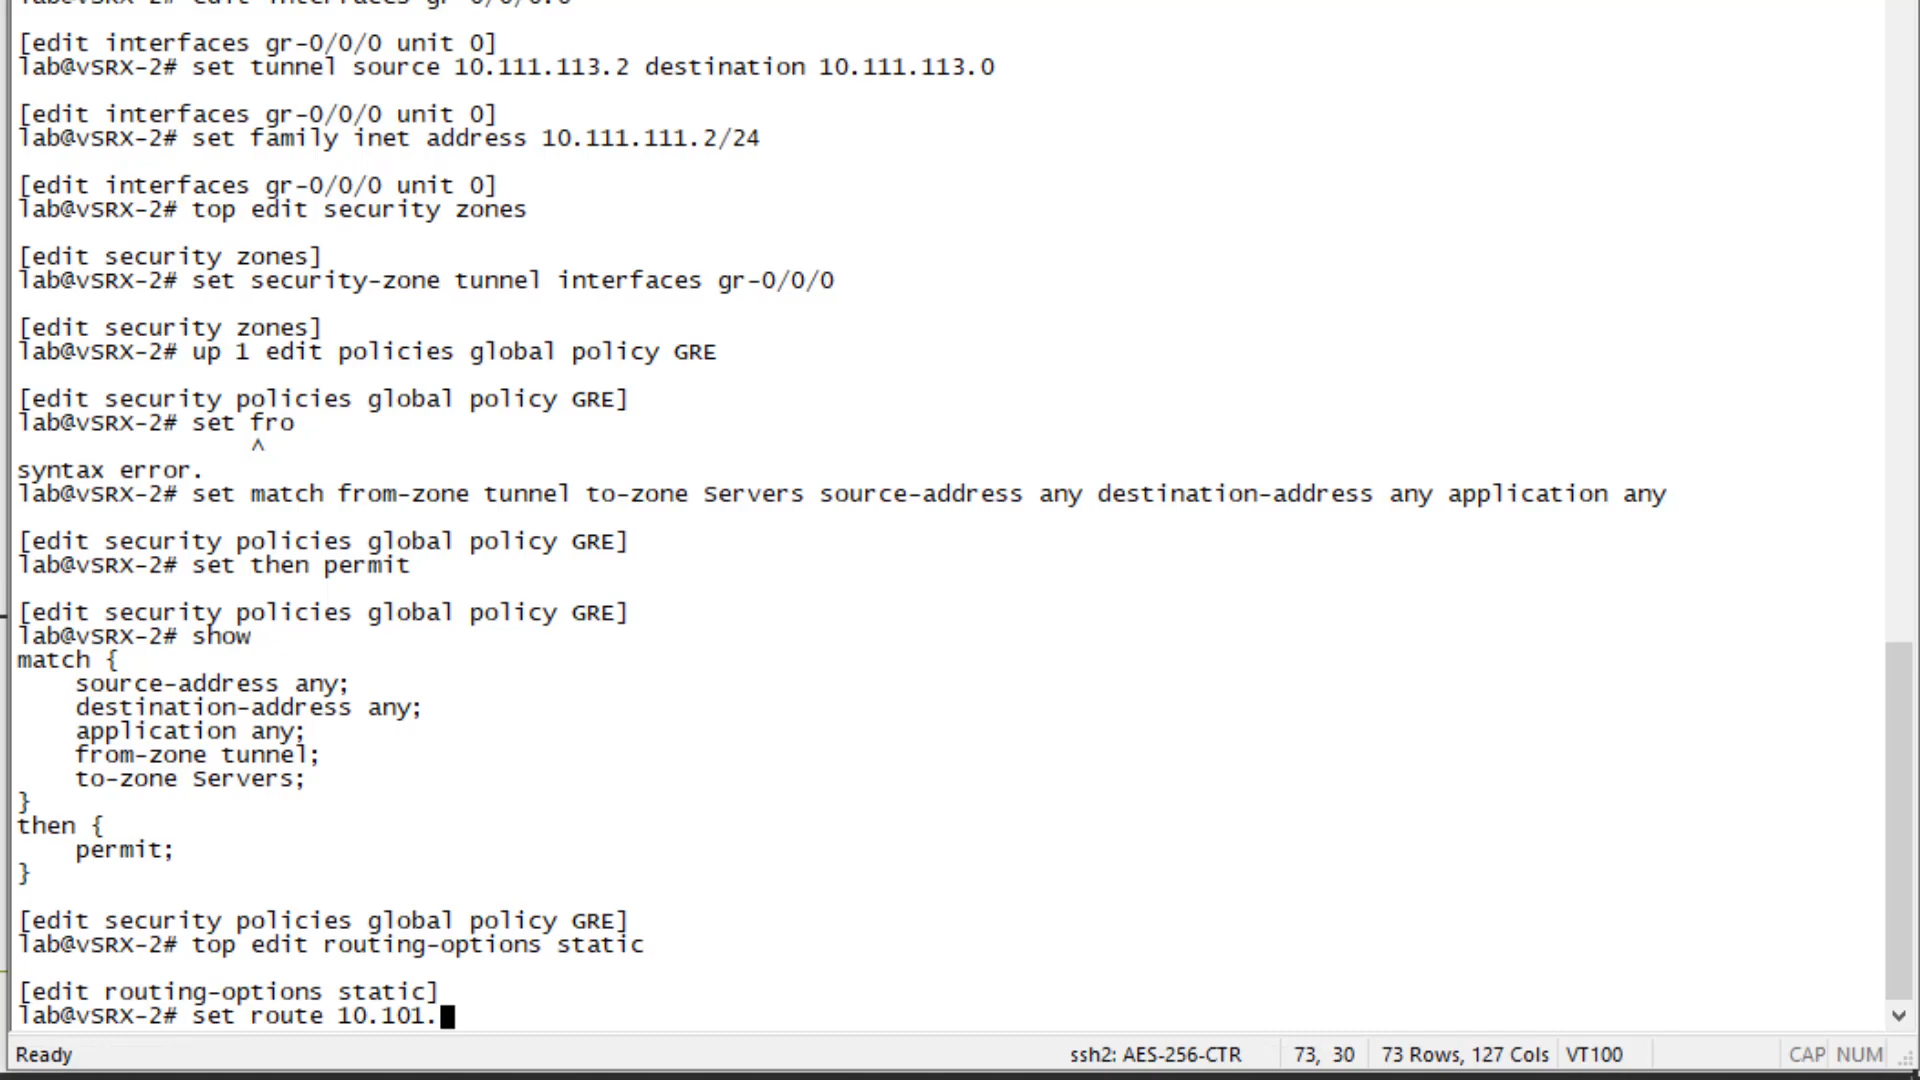 lab@vSRX-2# edit interfaces gr-0/0/0.0
[edit interfaces gr-0/0/0 unit 0]
lab@vSRX-2# set tunnel source 10.111.113.2 destination 10.111.113.0
[edit interfaces gr-0/0/0 unit 0]
lab@vSRX-2# set family inet address 10.111.111.2/24
[edit interfaces gr-0/0/0 unit 0]
lab@vSRX-2# top edit security zones
[edit security zones]
lab@vSRX-2# set security-zone tunnel interfaces gr-0/0/0
[edit security zones]
lab@vSRX-2# up 1 edit policies global policy GRE
[edit security policies global policy GRE]
lab@vSRX-2# set fro
^
syntax error.
lab@vSRX-2# set match from-zone tunnel to-zone Servers source-address any destination-address any application any
[edit security policies global policy GRE]
lab@vSRX-2# set then permit
[edit security policies global policy GRE]
lab@vSRX-2# show
match {
    source-address any;
    destination-address any;
    application any;
    from-zone tunnel;
    to-zone Servers;
}
then {
    permit;
}
[edit security policies global policy GRE]
lab@vSRX-2# top edit routing-options static
[edit routing-options static]
lab@vSRX-2# set route 10.101.
Ready ssh2: AES-256-CTR 73, 30 73 Rows, 127 Cols VT100 CAP NUM